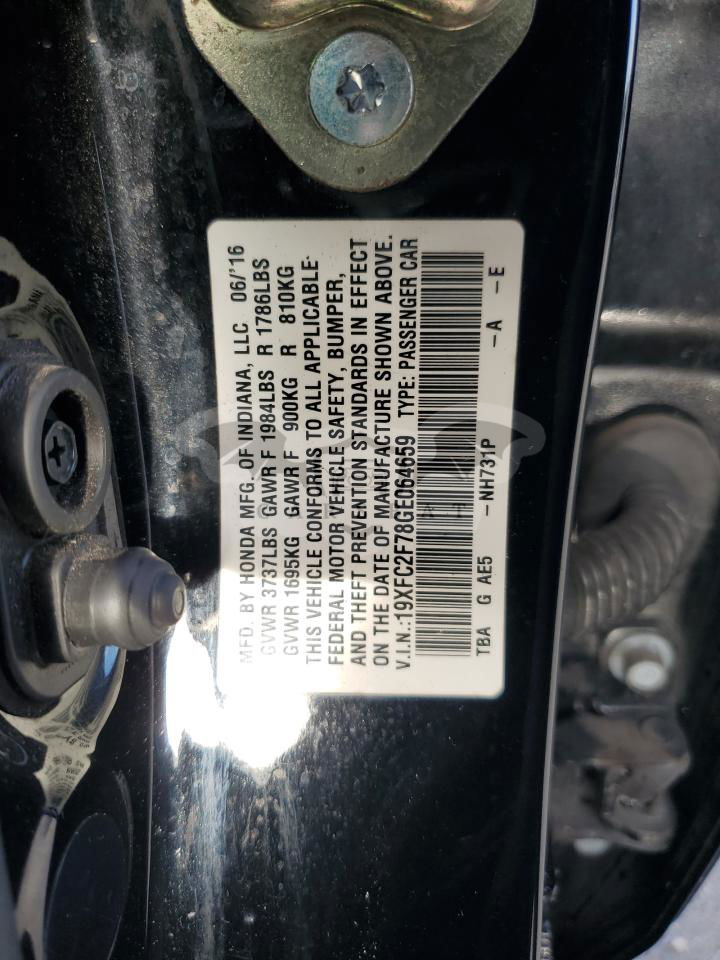 MFD. BY HONDA MFG. OF INDIANA, LLC 06/'16
GVWR 3737LBS GAWR F 1984LBS R 1786LBS
GVWR 1695KG GAWR F 900KG R 810KG
THIS VEHICLE CONFORMS TO ALL APPLICABLE
FEDERAL MOTOR VEHICLE SAFETY, BUMPER,
AND THEFT PREVENTION STANDARDS IN EFFECT
ON THE DATE OF MANUFACTURE SHOWN ABOVE.
V.I.N.:19XFC2F78GE064659 TYPE: PASSENGER CAR
TBA G AE5 -NH731P -A -E